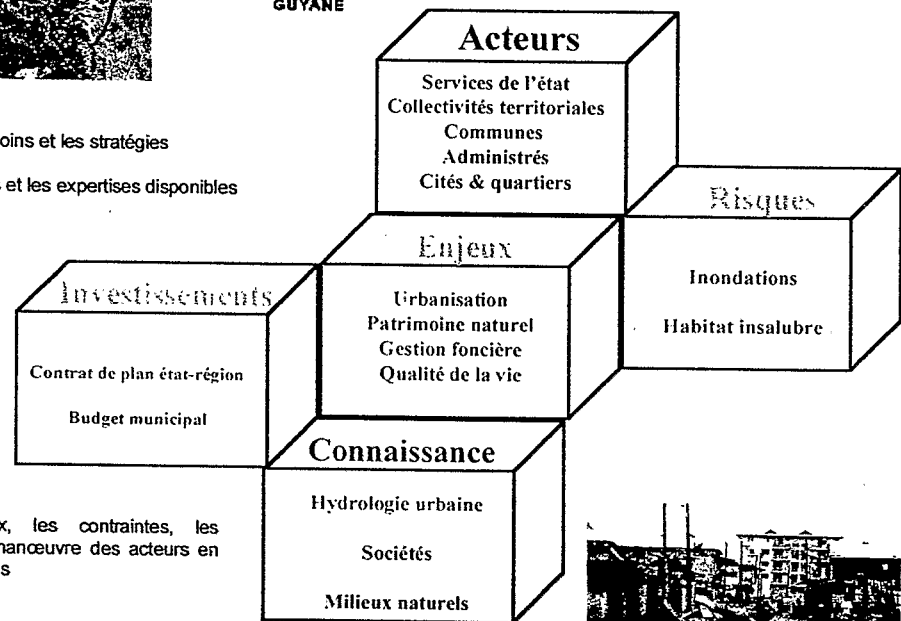 GUYANE
Acteurs
Services de l'état
Collectivités territoriales
Communes
Administrés
Cités & quartiers
oins et les stratégies
et les expertises disponibles
Risques
Inondations
Habitat insalubre
Enjeux
Urbanisation
Patrimoine naturel
Gestion foncière
Qualité de la vie
Investissements
Contrat de plan état-région
Budget municipal
Connaissance
Hydrologie urbaine
Sociétés
Milieux naturels
x, les contraintes, les
manœuvre des acteurs en
s